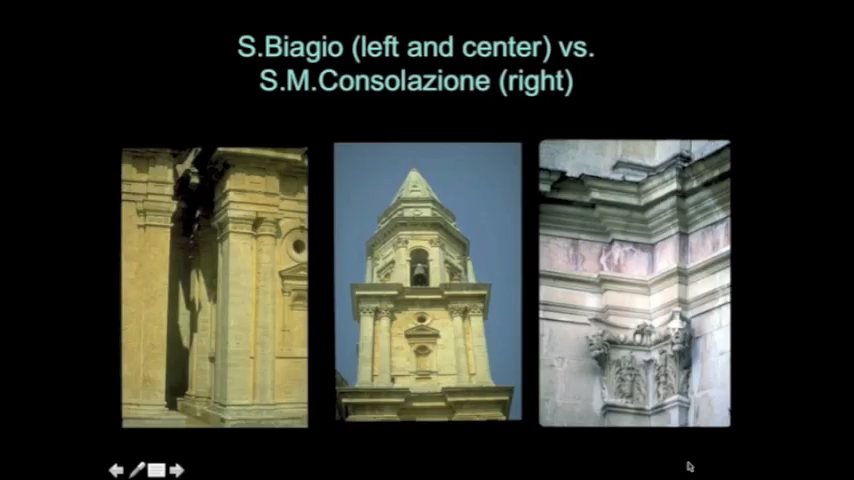 S.Biagio (left and center) vs.
S.M.Consolazione (right)